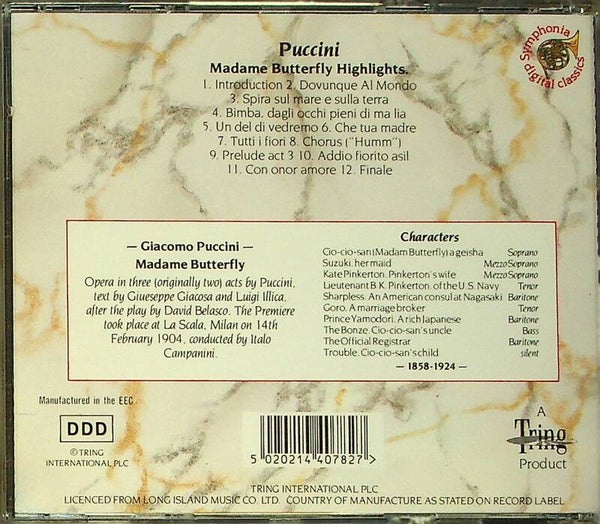 Puccini
Madame Butterfly Highlights.
1. Introduction 2. Dovunque Al Mondo
3. Spira sul mare e sulla terra
4. Bimba, dagli occhi pieni di ma lia
5. Un del di vedremo 6. Che tua madre
7. Tutti i fiori 8. Chorus ("Humm")
9. Prelude act 3 10. Addio fiorito asil
11. Con onor amore 12. Finale
Symphonia
digital classics
— Giacomo Puccini —
Madame Butterfly
Opera in three (originally two) acts by Puccini,
text by Giueseppe Giacosa and Luigi Illica,
after the play by David Belasco. The Premiere
took place at La Scala, Milan on 14th
February 1904, conducted by Italo
Campanini.
Characters
Cio-cio-san (Madam Butterfly) a geisha Soprano
Suzuki, her maid Mezzo Soprano
Kate Pinkerton, Pinkerton's wife Mezzo Soprano
Lieutenant B.K. Pinkerton, of the U.S. Navy Tenor
Sharpless. An American consul at Nagasaki Baritone
Goro. A marriage broker Tenor
Prince Yamodori. A rich Japanese Baritone
The Bonze, Cio-cio-san's uncle Bass
The Official Registrar Baritone
Trouble, Cio-cio-san's child silent
— 1858-1924 —
Manufactured in the EEC
DDD
© TRING
INTERNATIONAL PLC
5 020214 407827 >
A
Tring
Product
TRING INTERNATIONAL PLC
LICENCED FROM LONG ISLAND MUSIC CO. LTD. COUNTRY OF MANUFACTURE AS STATED ON RECORD LABEL